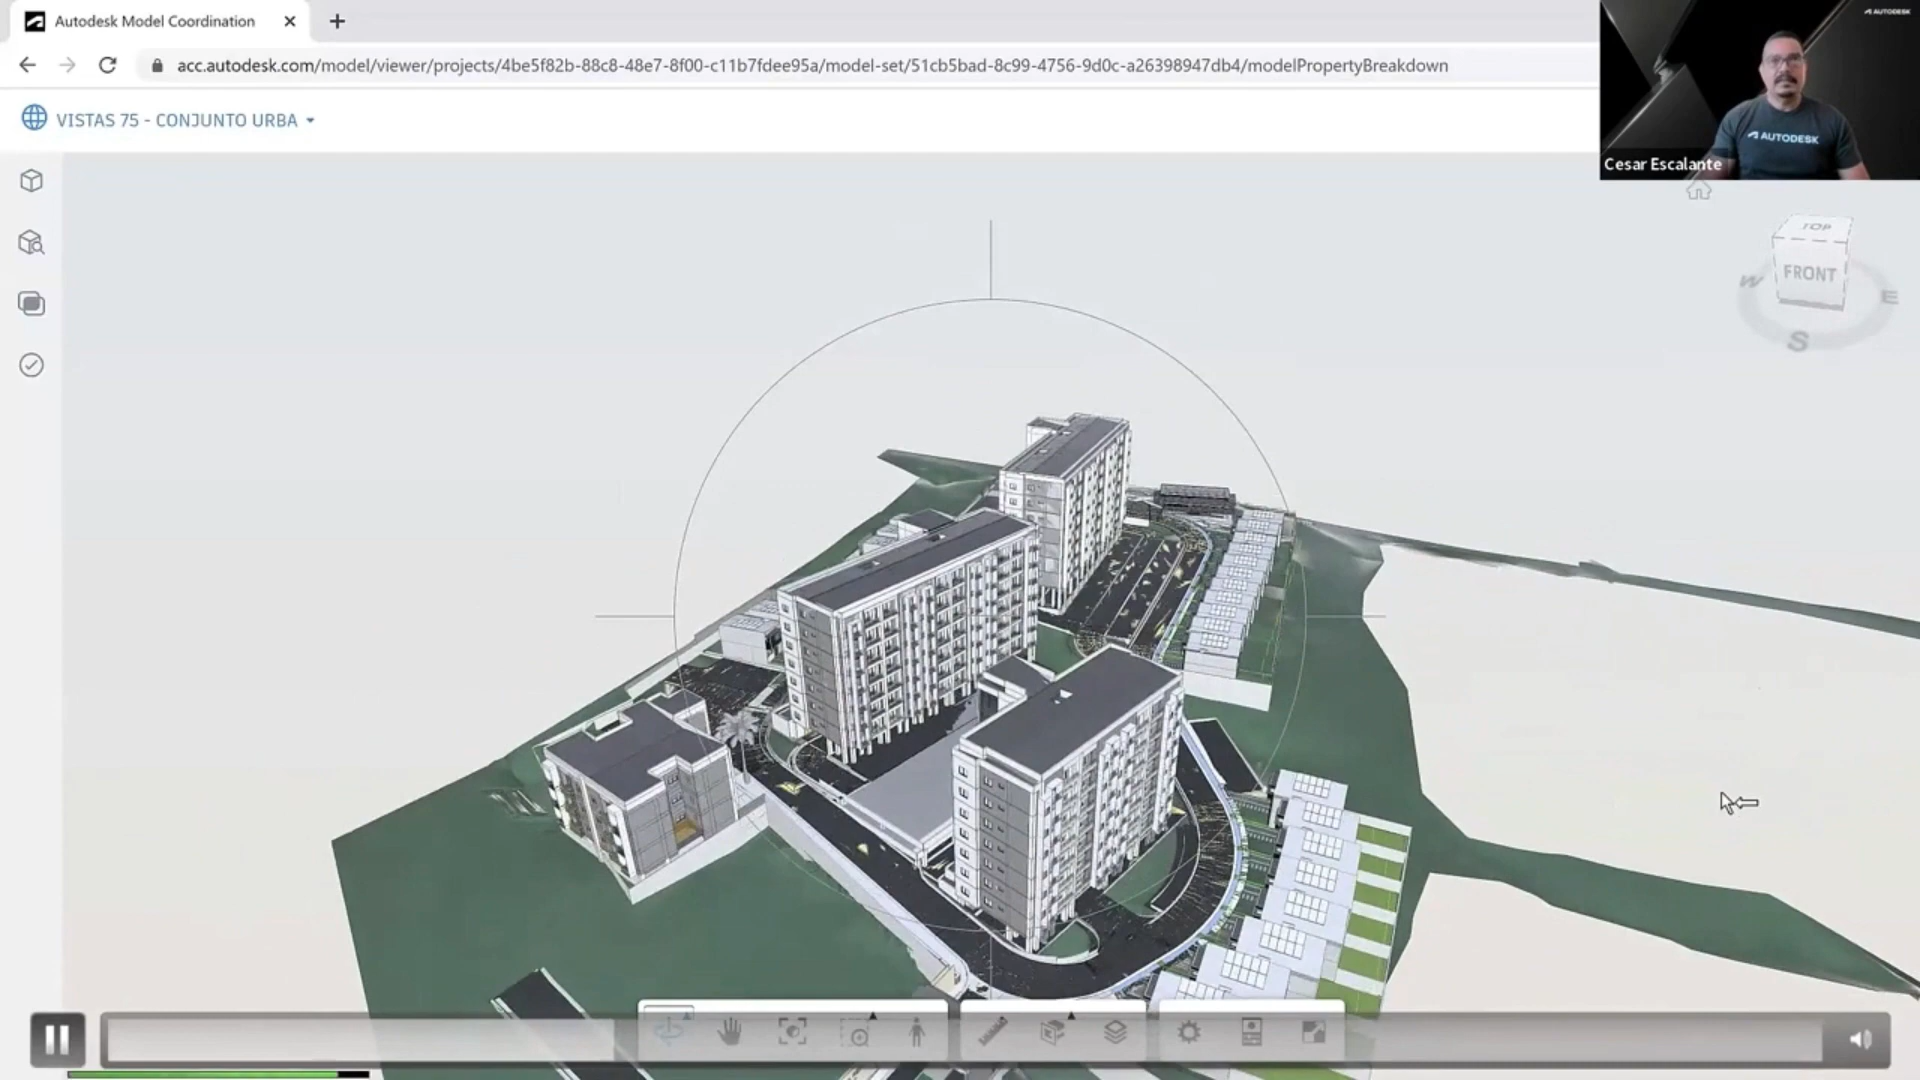 Autodesk Model Coordination
acc.autodesk.com/model/viewer/projects/4be5f82b-88c8-48e7-8f00-c11b7fdee95a/model-set/51cb5bad-8c99-4756-9d0c-a26398947db4/modelPropertyBreakdown
AUTODESK
AUTODESK
Cesar Escalante
VISTAS 75 - CONJUNTO URBA
TOP
FRONT
W
E
S